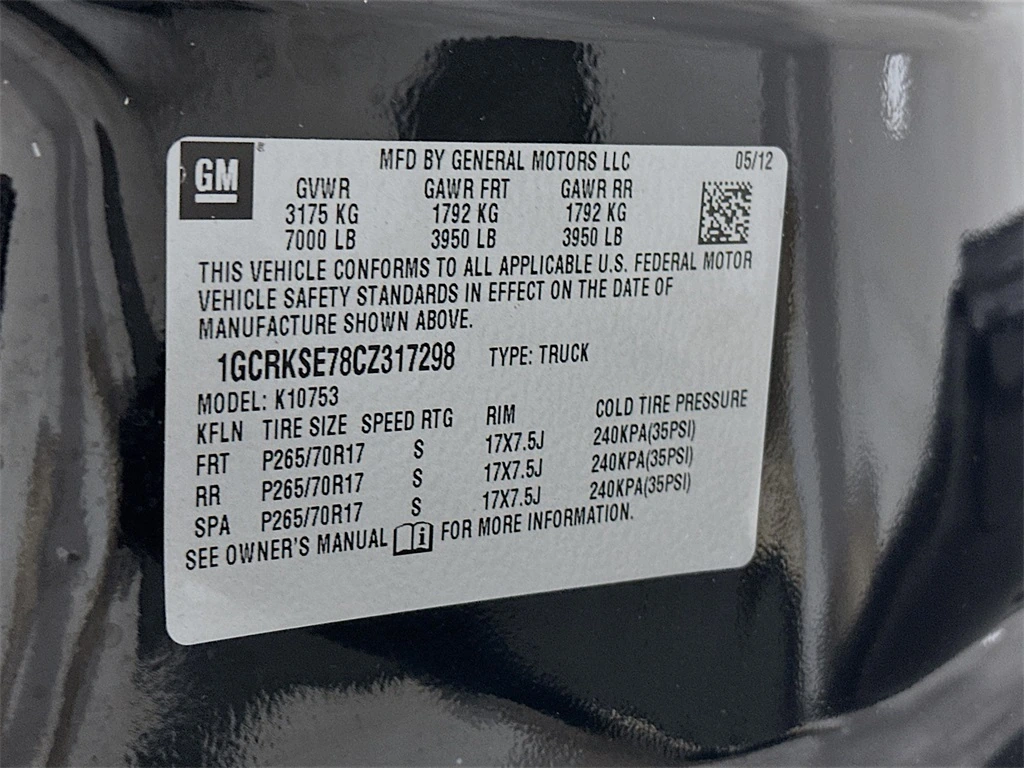 GM ®
MFD BY GENERAL MOTORS LLC 05/12
GVWR GAWR FRT GAWR RR
3175 KG 1792 KG 1792 KG
7000 LB 3950 LB 3950 LB
THIS VEHICLE CONFORMS TO ALL APPLICABLE U.S. FEDERAL MOTOR
VEHICLE SAFETY STANDARDS IN EFFECT ON THE DATE OF
MANUFACTURE SHOWN ABOVE.
1GCRKSE78CZ317298 TYPE: TRUCK
MODEL: K10753
KFLN TIRE SIZE SPEED RTG RIM COLD TIRE PRESSURE
FRT P265/70R17 S 17X7.5J 240KPA(35PSI)
RR P265/70R17 S 17X7.5J 240KPA(35PSI)
SPA P265/70R17 S 17X7.5J 240KPA(35PSI)
SEE OWNER'S MANUAL i FOR MORE INFORMATION.